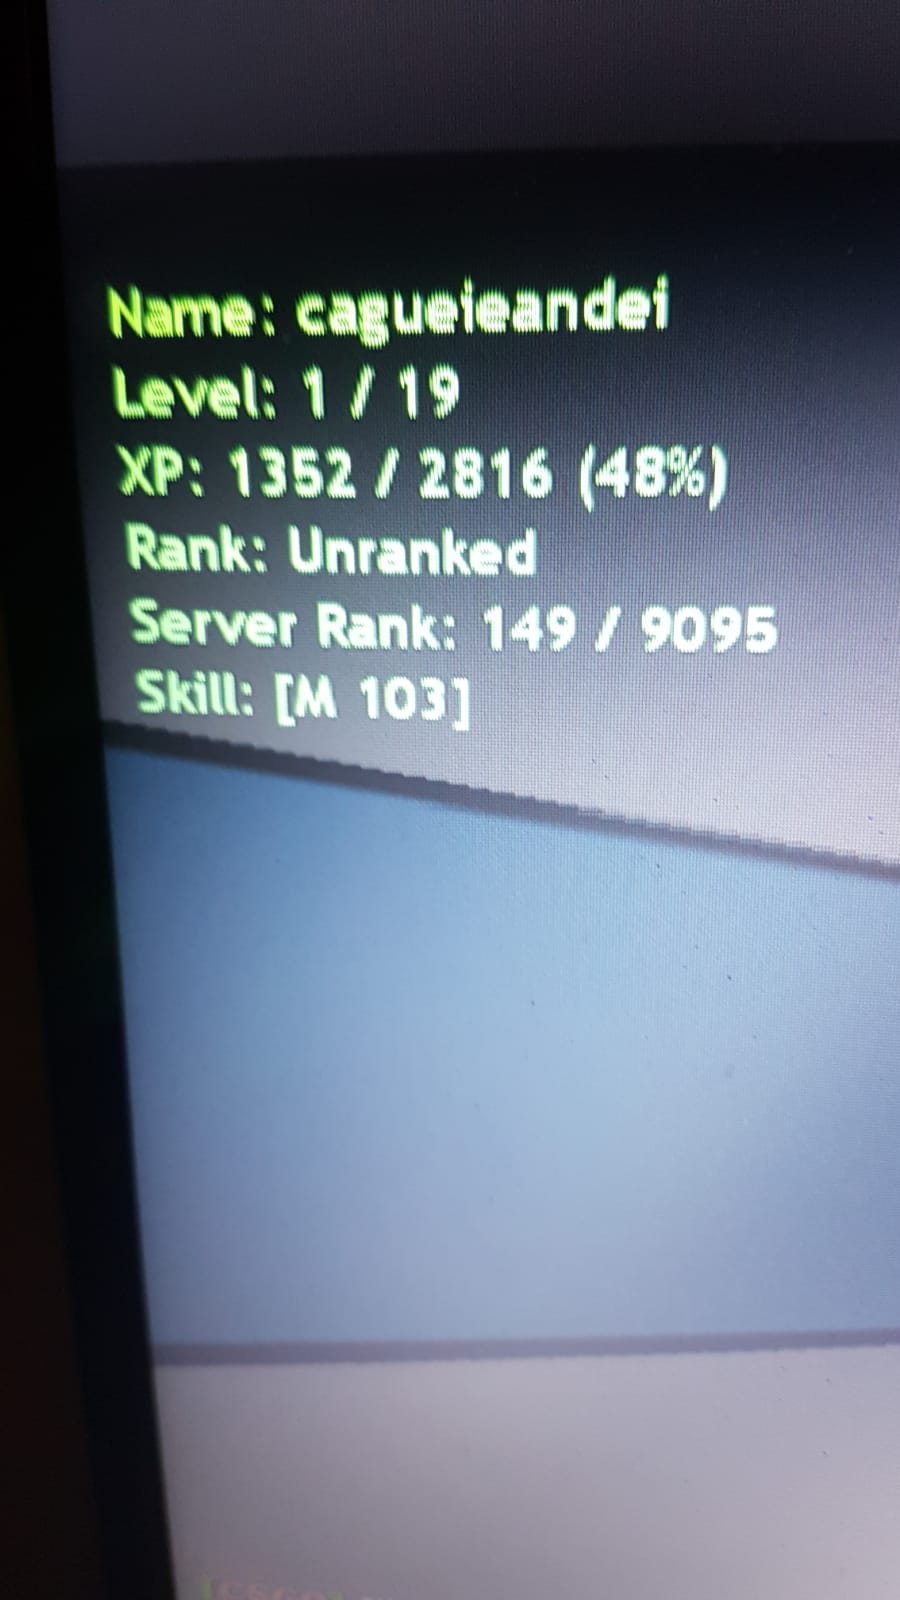 Name: cagueieandei
Level: 1 / 19
XP: 1352 / 2816 (48%)
Rank: Unranked
Server Rank: 149 / 9095
Skill: [M 103]